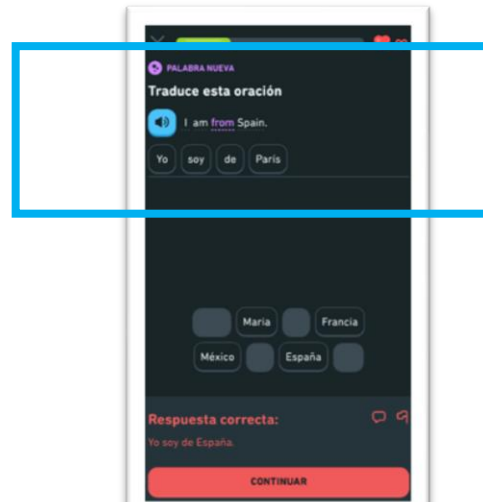 PALABRA NUEVA
Traduce esta oración
I am from Spain.
Yo soy de París
Maria Francia
México España
Respuesta correcta:
Yo soy de España.
CONTINUAR